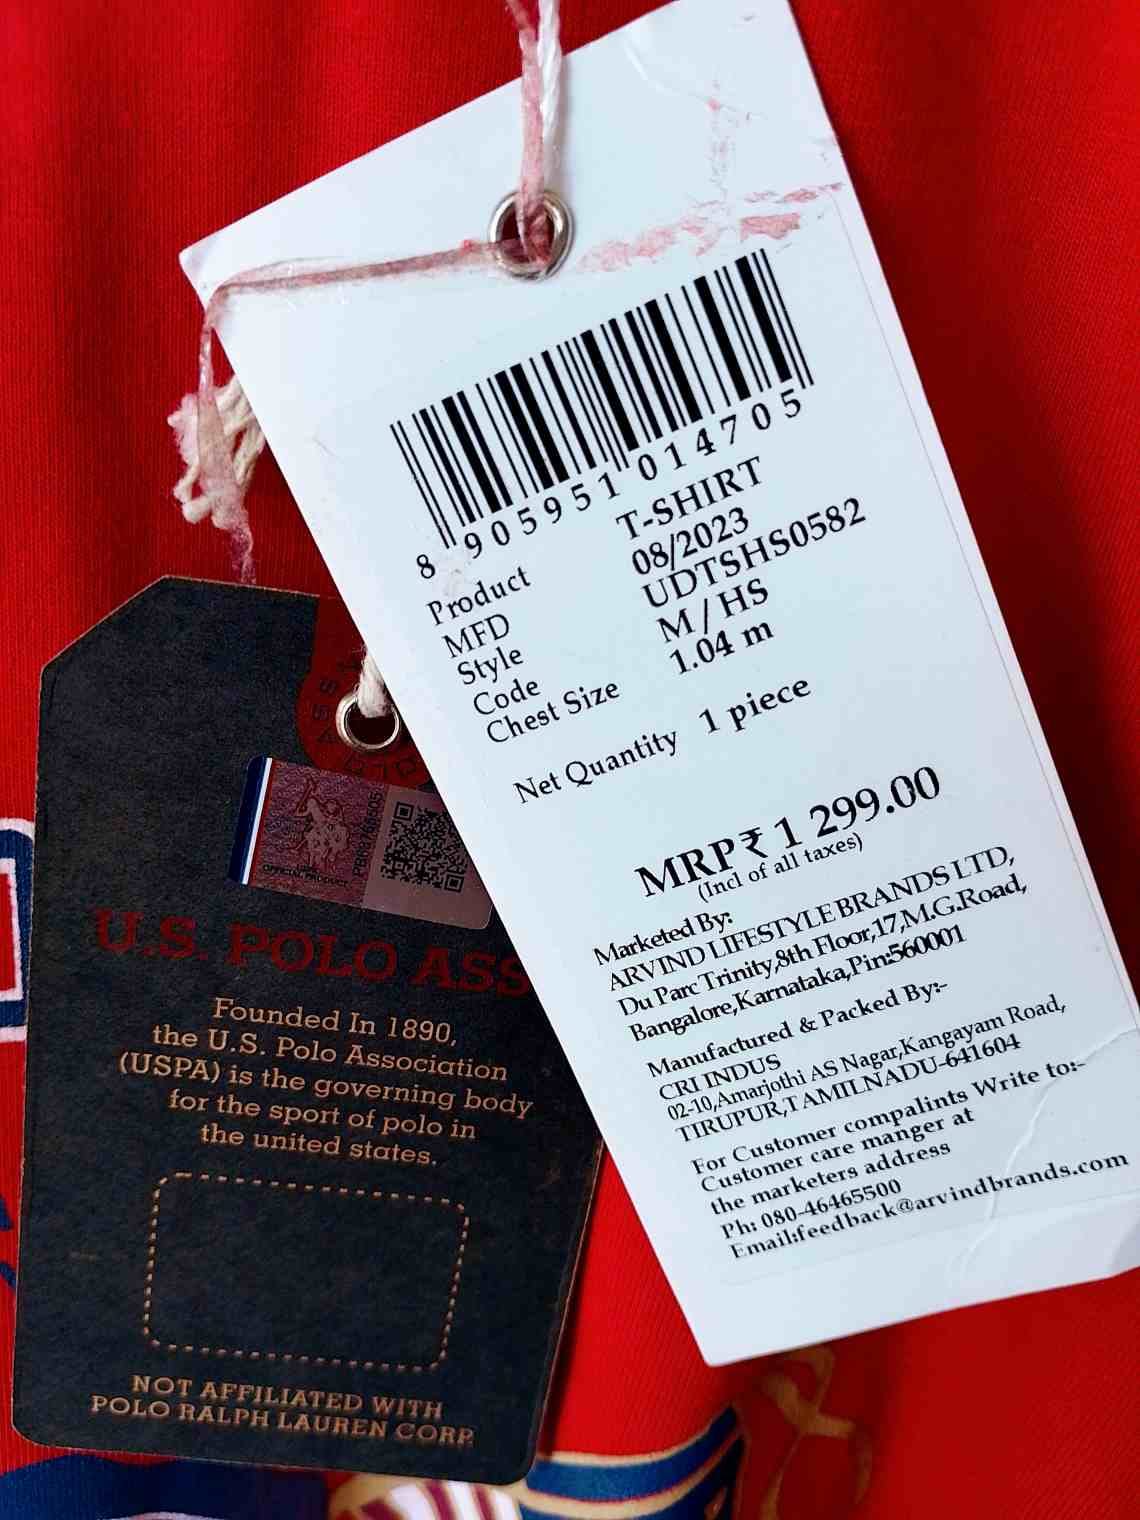 8 905951 014705
Product T-SHIRT
MFD 08/2023
Style UDTSHS0582
Code M / HS
Chest Size 1.04 m
Net Quantity 1 piece
MRP₹ 1 299.00
(Incl of all taxes)
Marketed By:
ARVIND LIFESTYLE BRANDS LTD,
Du Parc Trinity,8th Floor,17,M.G.Road,
Bangalore,Karnataka,Pin:560001
Manufactured & Packed By:-
CRI INDUS
02-10,Amarjothi AS Nagar,Kangayam Road,
TIRUPUR,TAMILNADU-641604
For Customer compalints Write to:-
Customer care manger at
the marketers address
Ph: 080-46465500
Email:feedback@arvindbrands.com
OFFICIAL PRODUCT
U.S. POLO ASS
Founded In 1890,
the U.S. Polo Association
(USPA) is the governing body
for the sport of polo in
the united states.
NOT AFFILIATED WITH
POLO RALPH LAUREN CORP.